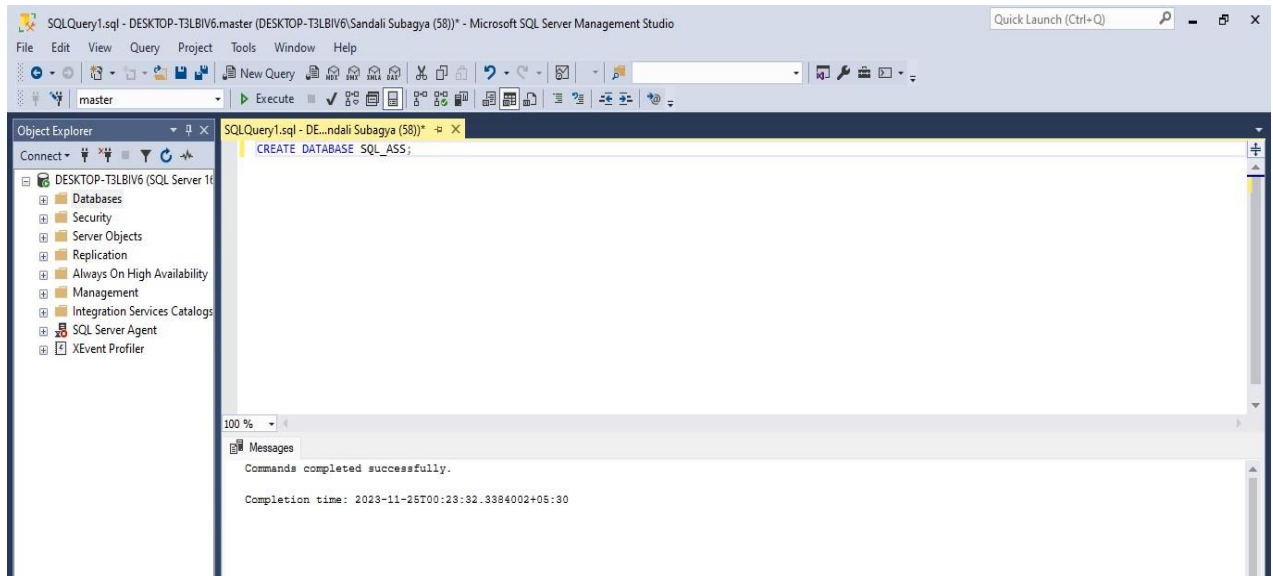 SQLQuery1.sql - DESKTOP-T3LBIV6.master (DESKTOP-T3LBIV6\Sandali Subagya (58))* - Microsoft SQL Server Management Studio
Quick Launch (Ctrl+Q)
File Edit View Query Project Tools Window Help
New Query
master
Execute
Object Explorer
SQLQuery1.sql - DE...ndali Subagya (58))*
Connect
CREATE DATABASE SQL_ASS;
DESKTOP-T3LBIV6 (SQL Server 16
Databases
Security
Server Objects
Replication
Always On High Availability
Management
Integration Services Catalogs
SQL Server Agent
XEvent Profiler
100 %
Messages
Commands completed successfully.
Completion time: 2023-11-25T00:23:32.3384002+05:30